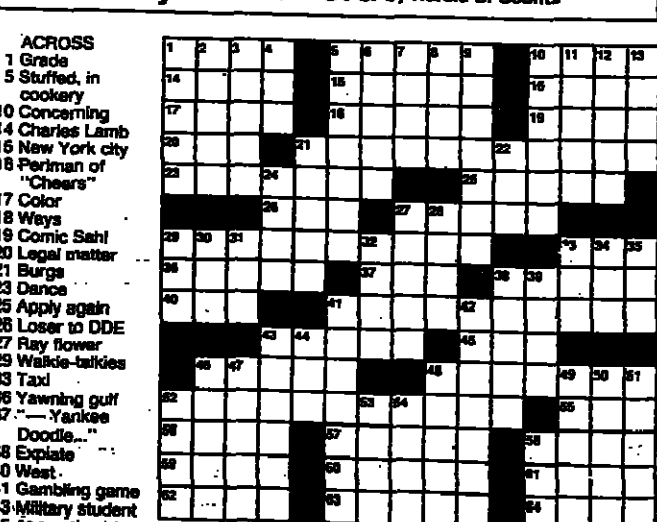 ACROSS
1 Grade
5 Stuffed, in
cookery
10 Concerning
14 Charles Lamb
15 New York city
16 Perlman of
"Cheers"
17 Color
18 Ways
19 Comic Sahl
20 Legal matter
21 Burgs
23 Dance
25 Apply again
26 Loser to DDE
27 Ray flower
29 Walkie-talkies
33 Taxi
36 Yawning gulf
37 "— Yankee
Doodle..."
38 Expiate
40 West
41 Gambling game
43 Military student
1 2 3 4 5 6 7 8 9 10 11 12 13
14 15 16
17 18 19
20 21 22
23 24 25
26 27 28
29 30 31 32 33 34 35
36 37 38 39
40 41 42
43 44 45
46 47 48 49 50 51
52 53 54 55
56 57 58
59 60 61
62 63 64